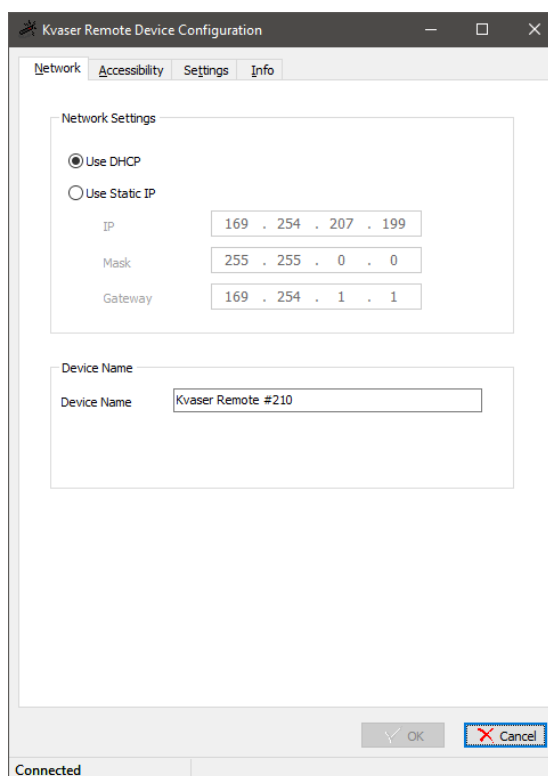 Kvaser Remote Device Configuration
Network Accessibility Settings Info
Network Settings
Use DHCP
Use Static IP
IP 169 . 254 . 207 . 199
Mask 255 . 255 . 0 . 0
Gateway 169 . 254 . 1 . 1
Device Name
Device Name Kvaser Remote #210
OK Cancel
Connected